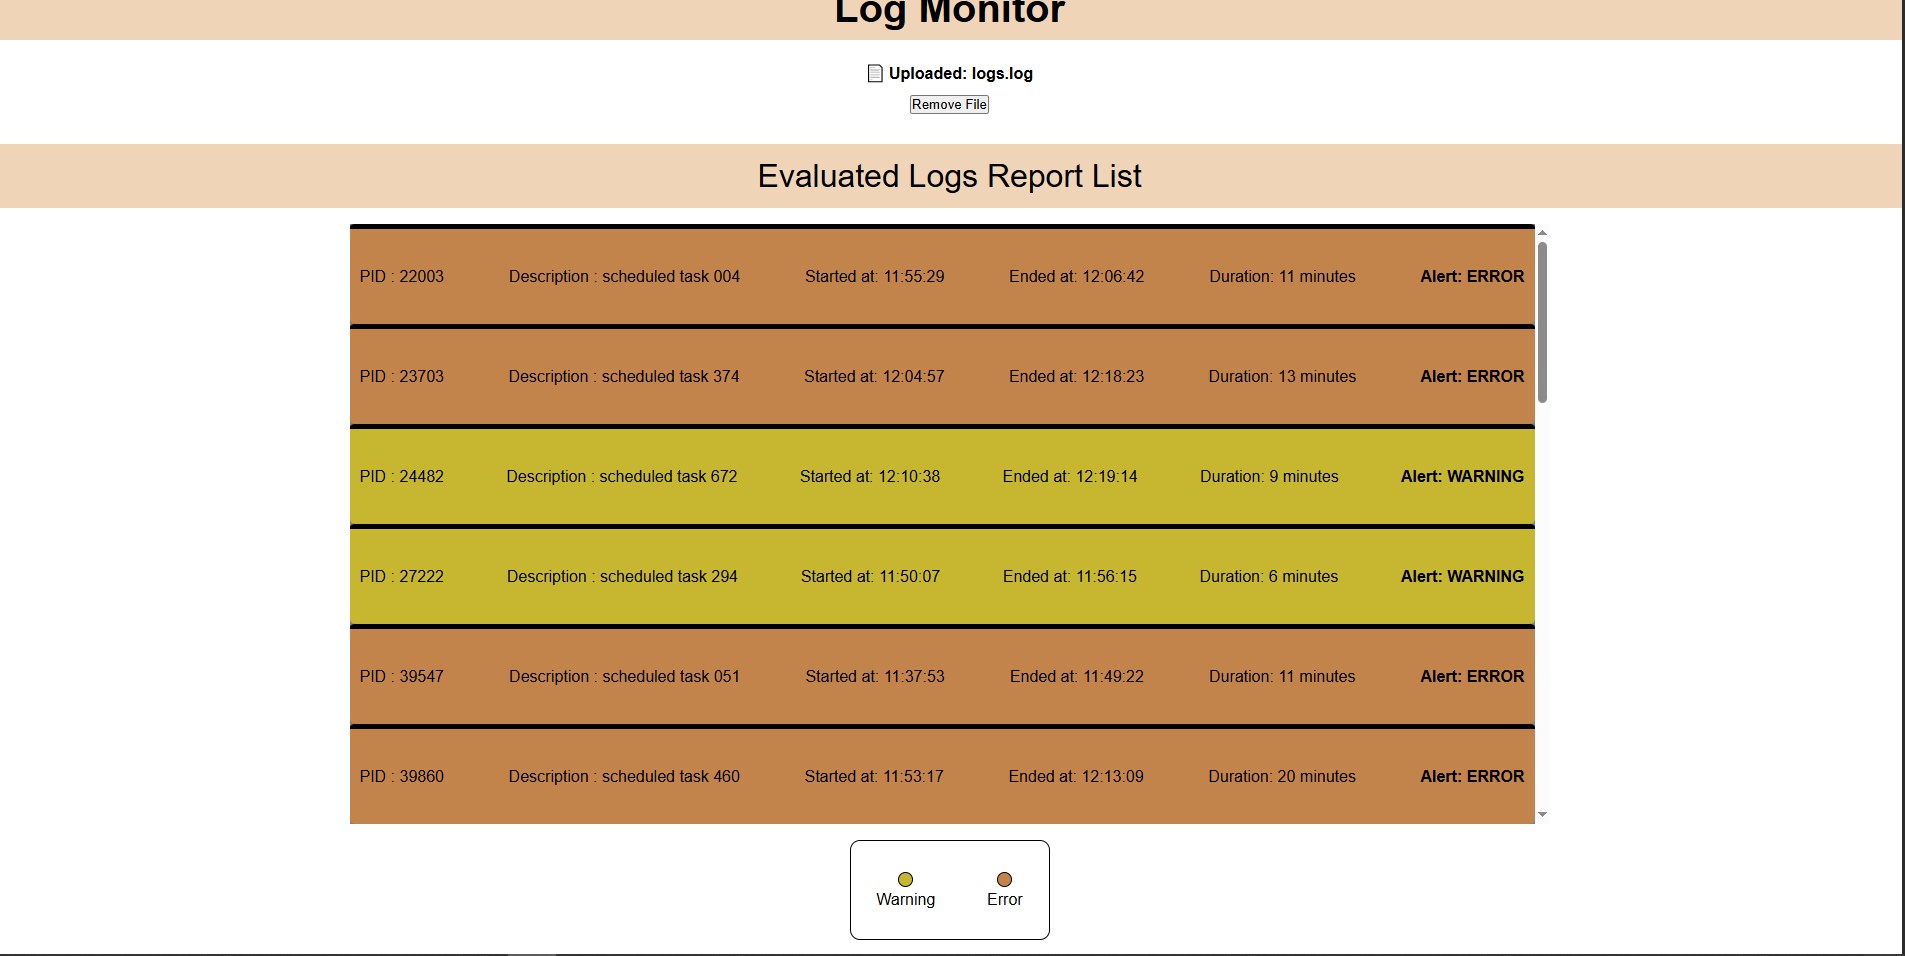 Log Monitor
Uploaded: logs.log
Remove File
Evaluated Logs Report List
PID : 22003 Description : scheduled task 004 Started at: 11:55:29 Ended at: 12:06:42 Duration: 11 minutes Alert: ERROR
PID : 23703 Description : scheduled task 374 Started at: 12:04:57 Ended at: 12:18:23 Duration: 13 minutes Alert: ERROR
PID : 24482 Description : scheduled task 672 Started at: 12:10:38 Ended at: 12:19:14 Duration: 9 minutes Alert: WARNING
PID : 27222 Description : scheduled task 294 Started at: 11:50:07 Ended at: 11:56:15 Duration: 6 minutes Alert: WARNING
PID : 39547 Description : scheduled task 051 Started at: 11:37:53 Ended at: 11:49:22 Duration: 11 minutes Alert: ERROR
PID : 39860 Description : scheduled task 460 Started at: 11:53:17 Ended at: 12:13:09 Duration: 20 minutes Alert: ERROR
Warning Error